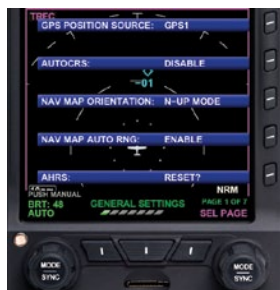 TREC
GPS POSITION SOURCE: GPS1
AUTOCRS: DISABLE
-01
NAV MAP ORIENTATION: N-UP MODE
NAV MAP AUTO RNG: ENABLE
AHRS: RESET?
PUSH MANUAL NRM
BRT: 48 GENERAL SETTINGS PAGE 1 OF 7
AUTO SEL PAGE
MODE MODE
SYNC SYNC